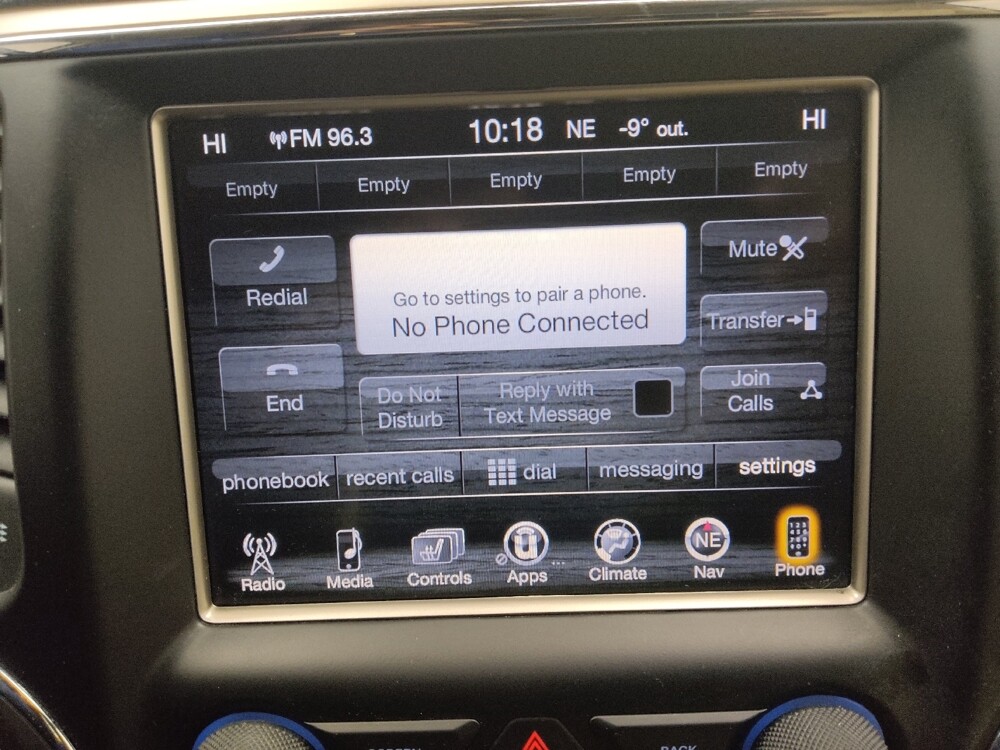 HI FM 96.3 10:18 NE -9° out. HI
Empty Empty Empty Empty Empty
Redial
Go to settings to pair a phone.
No Phone Connected
Mute
Transfer
End
Do Not
Disturb
Reply with
Text Message
Join
Calls
phonebook recent calls dial messaging settings
NE
Radio Media Controls Apps Climate Nav Phone